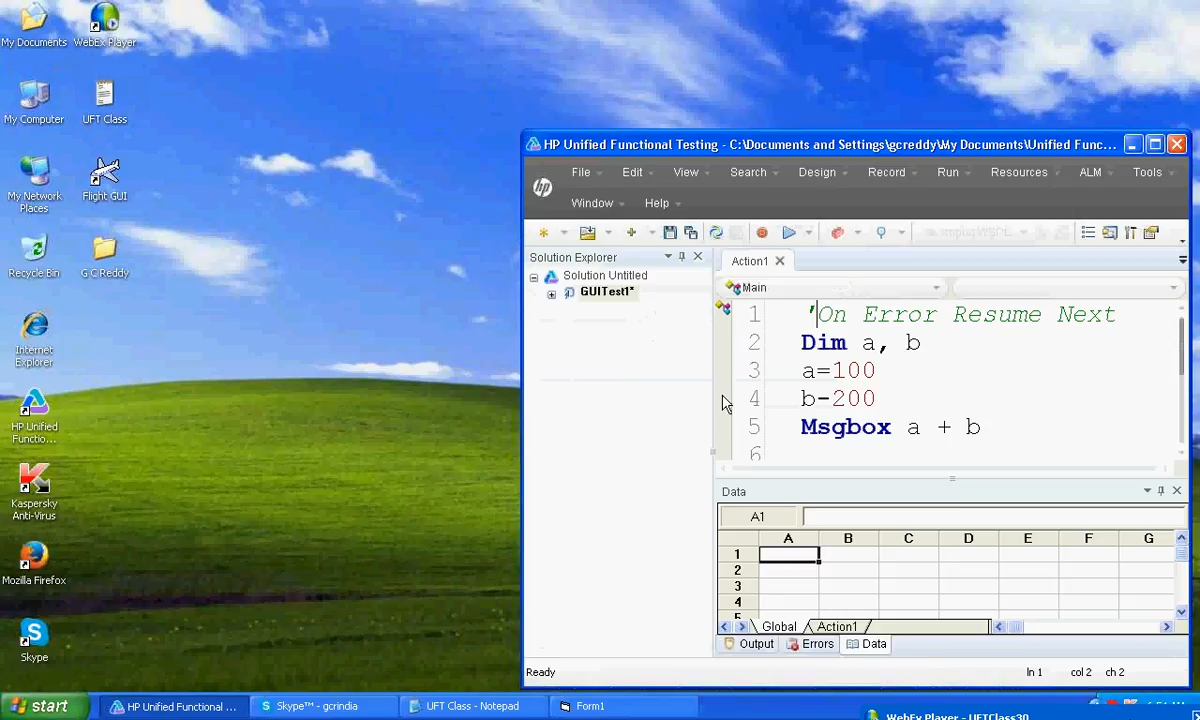 My Documents
WebEx Player
My Computer
UFT Class
My Network
Places
Flight GUI
Recycle Bin
G C Reddy
Internet
Explorer
HP Unified
Functio...
Kaspersky
Anti-Virus
Mozilla Firefox
Skype
HP Unified Functional Testing - C:\Documents and Settings\gcreddy\My Documents\Unified Func...
File Edit View Search Design Record Run Resources ALM Tools
Window Help
Solution Explorer
Solution Untitled
GUITest1*
Action1
Main
1 'On Error Resume Next
2 Dim a, b
3 a=100
4 b-200
5 Msgbox a + b
6
Data
A1
A B C D E F G
1
2
3
4
5
Global Action1
Output Errors Data
Ready ln 1 col 2 ch 2
start HP Unified Functional ... Skype™ - gcrindia UFT Class - Notepad Form1
WebEx Player - UFTClass30